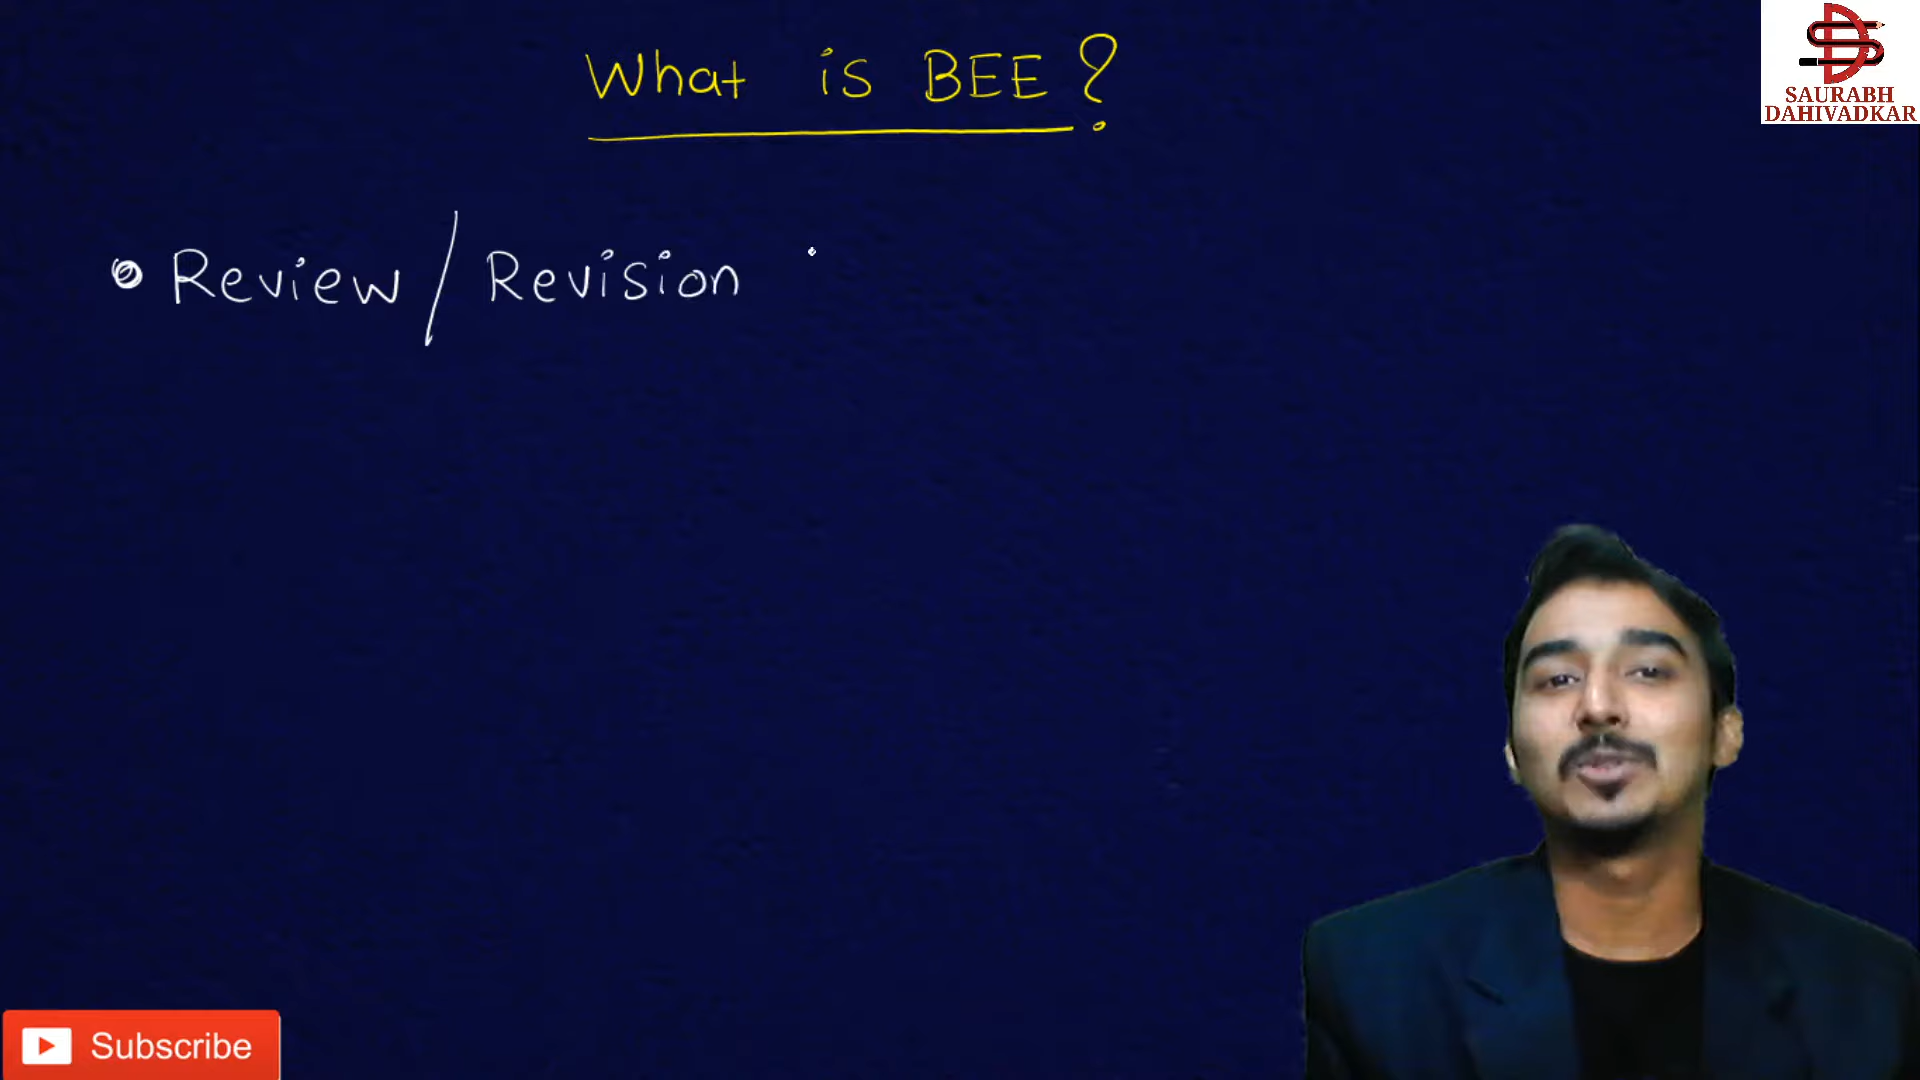 What is BEE?
SAURABH
DAHIVADKAR
Review / Revision
Subscribe